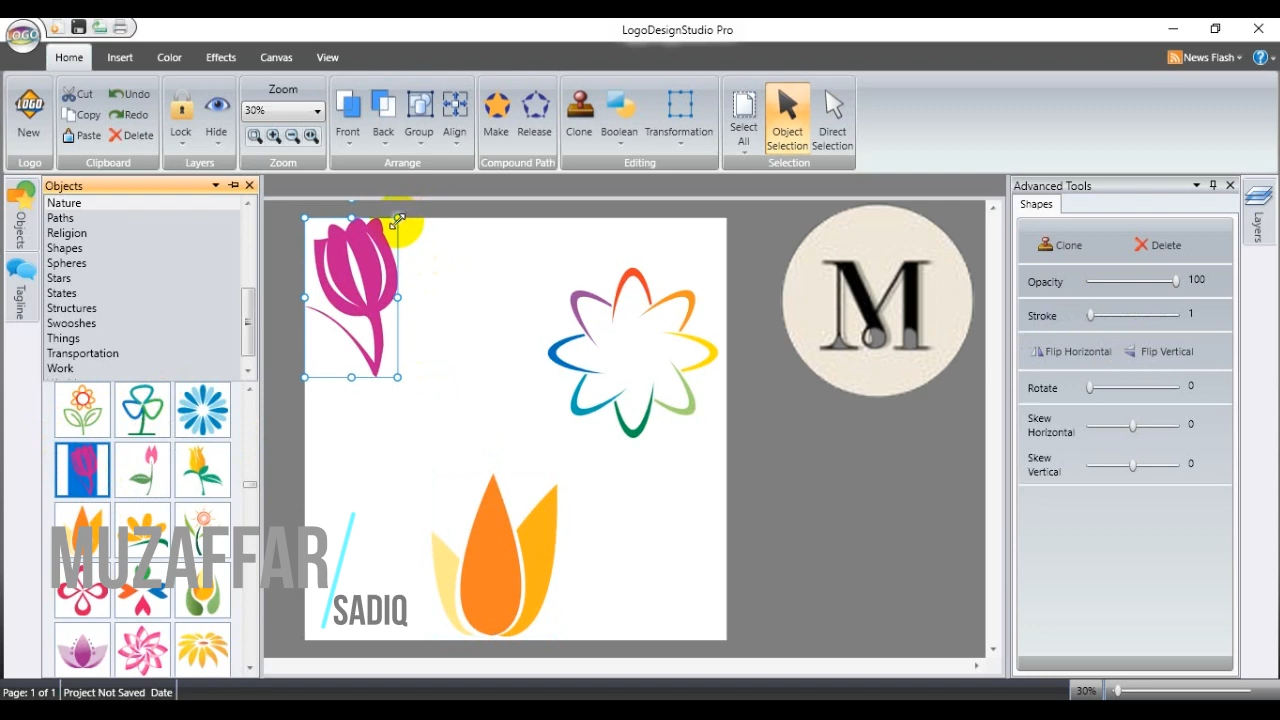 LOGO
LogoDesignStudio Pro
Home
Insert
Color
Effects
Canvas
View
News Flash
?
LOGO
New
Logo
Cut
Copy
Paste
Undo
Redo
Delete
Clipboard
Lock
Hide
Layers
Zoom
30%
Zoom
Front
Back
Group
Align
Arrange
Make
Release
Compound Path
Clone
Boolean
Transformation
Editing
Select All
Object Selection
Direct Selection
Selection
Objects
Tagline
Objects
Nature
Paths
Religion
Shapes
Spheres
Stars
States
Structures
Swooshes
Things
Transportation
Work
MUZAFFAR
SADIQ
M
Advanced Tools
Shapes
Clone
Delete
Opacity
100
Stroke
1
Flip Horizontal
Flip Vertical
Rotate
0
Skew Horizontal
0
Skew Vertical
0
Layers
Page: 1 of 1
Project Not Saved
Date
30%